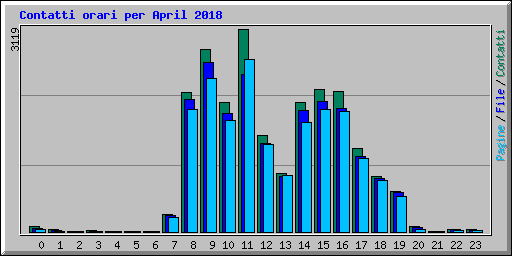 Contatti orari per April 2018
3119
Pagine / File / Contatti
0 1 2 3 4 5 6 7 8 9 10 11 12 13 14 15 16 17 18 19 20 21 22 23